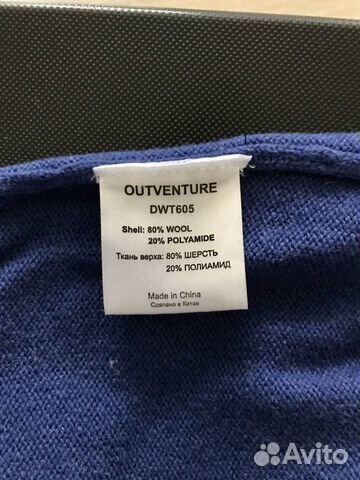 OUTVENTURE
DWT605
Shell: 80% WOOL
20% POLYAMIDE
Ткань верха: 80% ШЕРСТЬ
20% ПОЛИАМИД
Made in China
Сделано в Китае
Avito